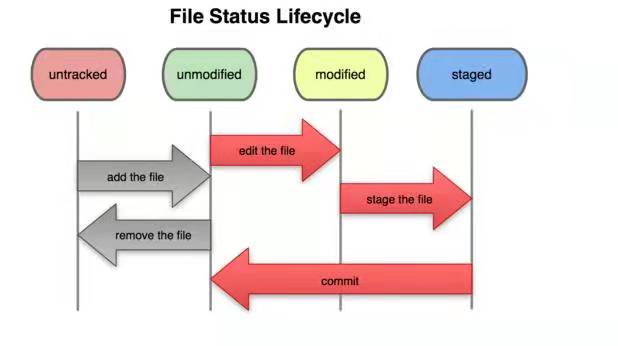 File Status Lifecycle
untracked
unmodified
modified
staged
edit the file
add the file
stage the file
remove the file
commit